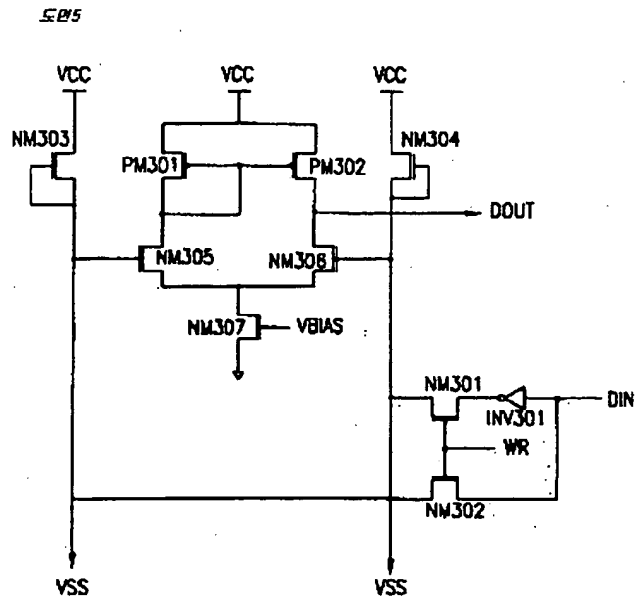 도면5
VCC
VCC
VCC
NM303
NM304
PM301
PM302
DOUT
NM305
NM306
NM307
VBIAS
NM301
INV301
DIN
WR
NM302
VSS
VSS